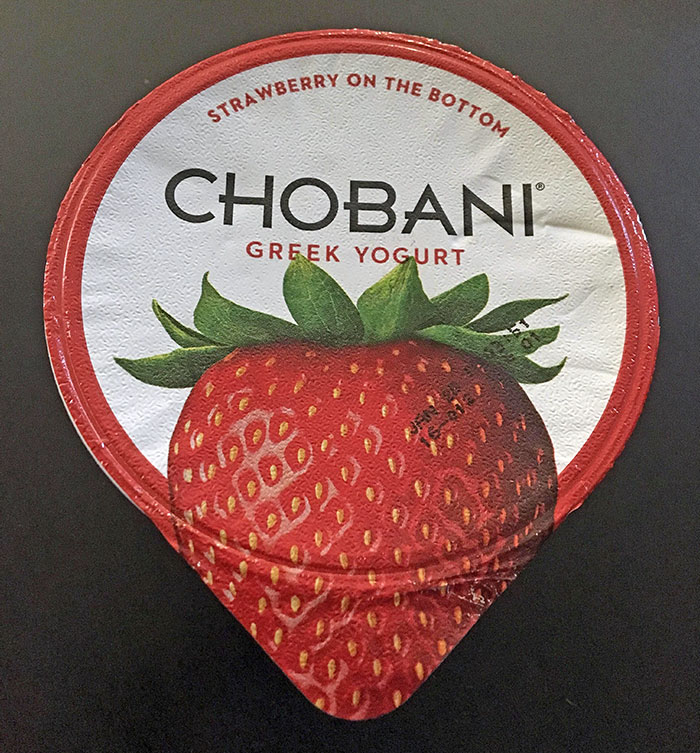 STRAWBERRY ON THE BOTTOM
CHOBANI®
GREEK YOGURT